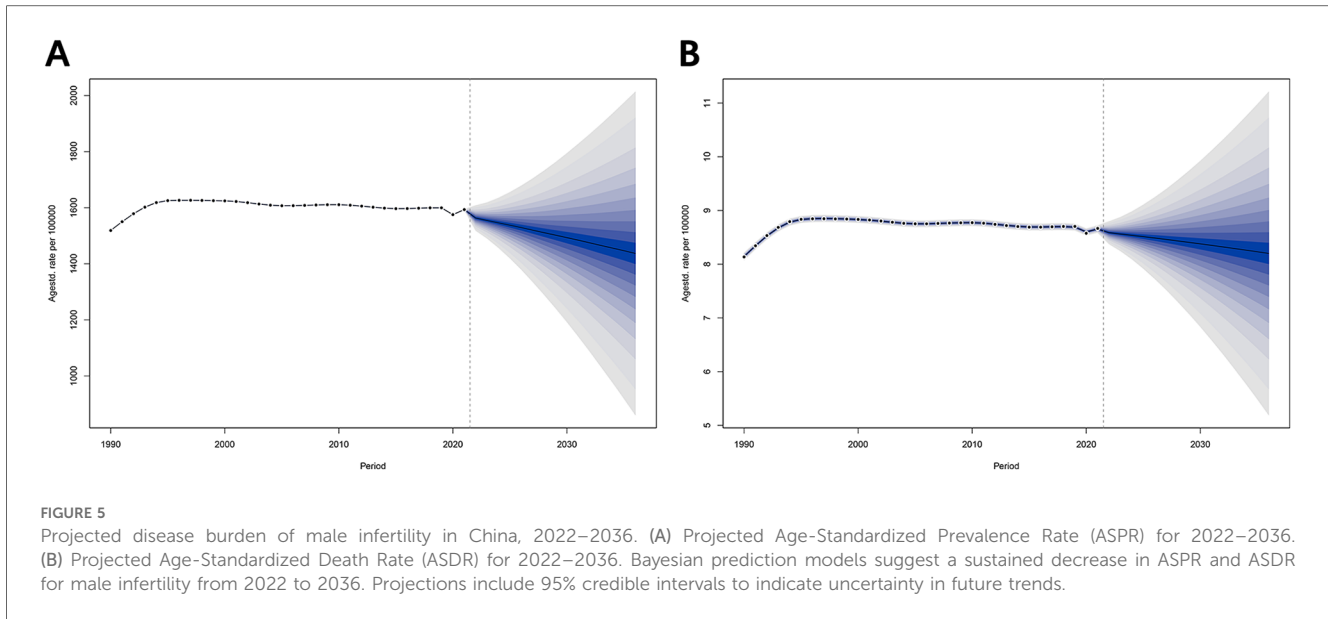 A
B
2000
1800
1600
1400
1200
1000
Agestd. rate per 100000
1990
2000
2010
2020
2030
Period
11
10
9
8
7
6
5
Agestd. rate per 100000
1990
2000
2010
2020
2030
Period
FIGURE 5
Projected disease burden of male infertility in China, 2022–2036. (A) Projected Age-Standardized Prevalence Rate (ASPR) for 2022–2036.
(B) Projected Age-Standardized Death Rate (ASDR) for 2022–2036. Bayesian prediction models suggest a sustained decrease in ASPR and ASDR
for male infertility from 2022 to 2036. Projections include 95% credible intervals to indicate uncertainty in future trends.